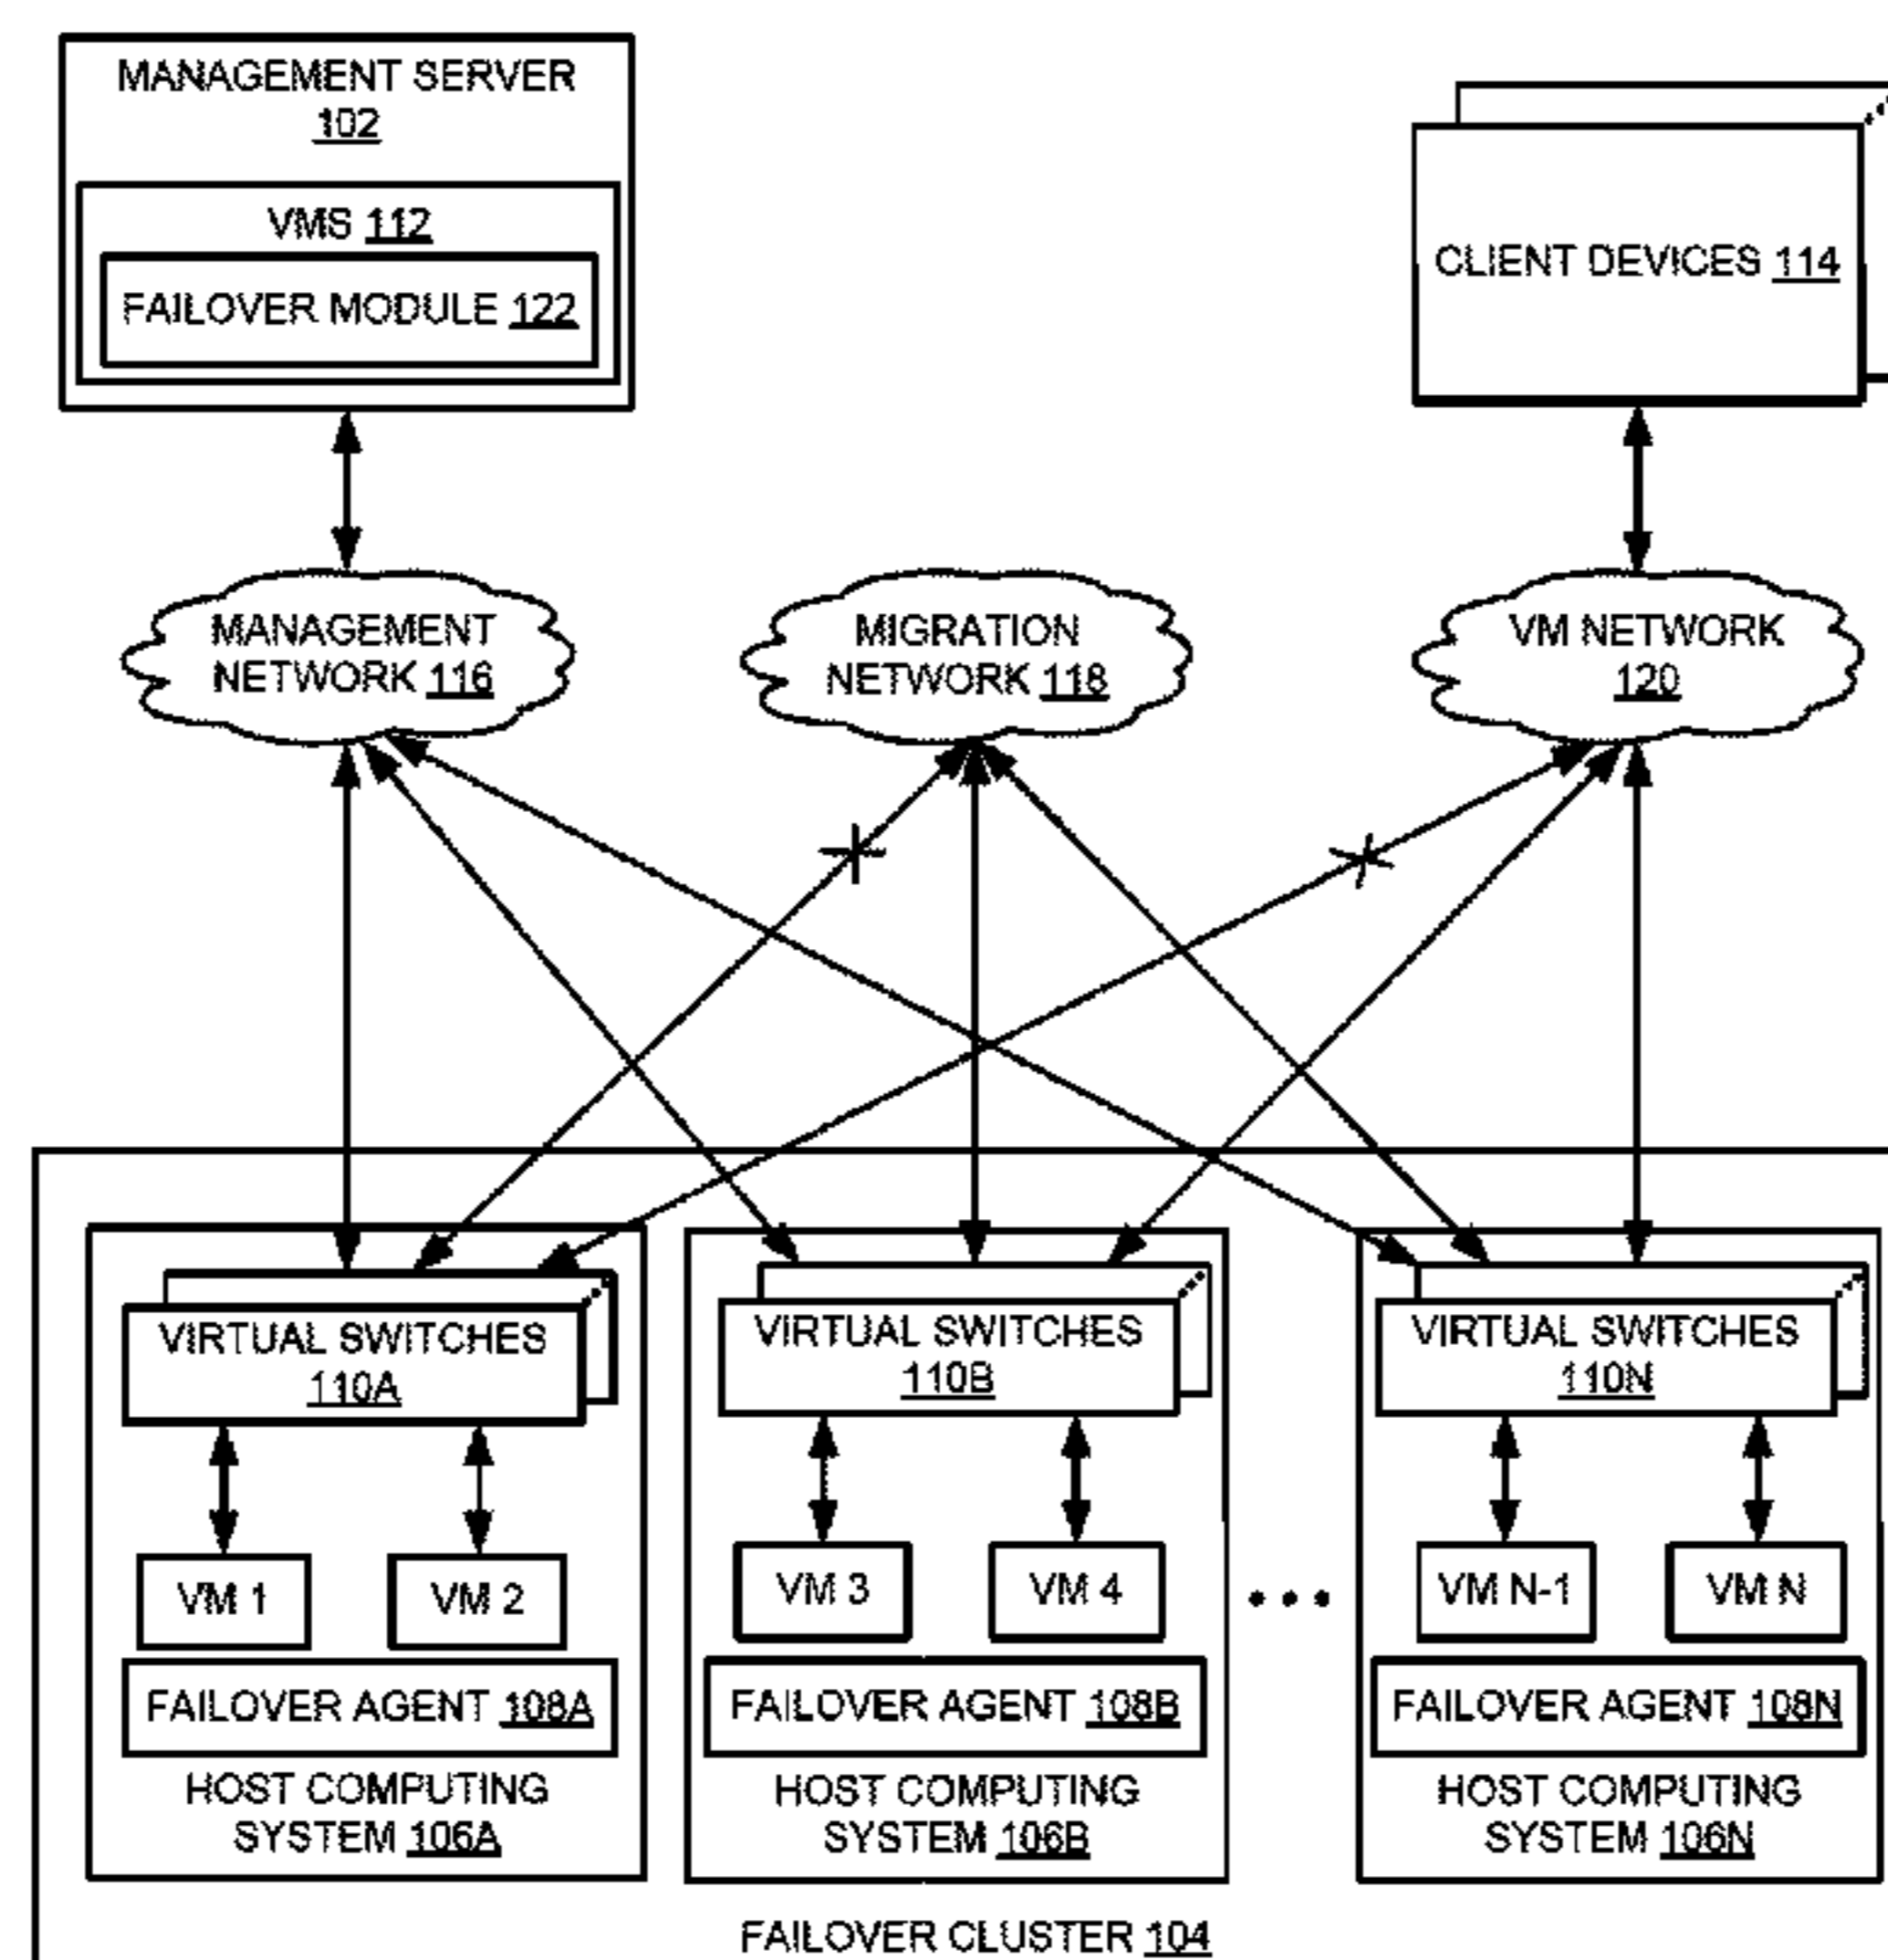 MANAGEMENT SERVER
102
VMS 112
FAILOVER MODULE 122
CLIENT DEVICES 114
MANAGEMENT
NETWORK 116
MIGRATION
NETWORK 118
VM NETWORK
120
VIRTUAL SWITCHES
110A
VM 1
VM 2
FAILOVER AGENT 108A
HOST COMPUTING
SYSTEM 106A
VIRTUAL SWITCHES
110B
VM 3
VM 4
FAILOVER AGENT 108B
HOST COMPUTING
SYSTEM 106B
VIRTUAL SWITCHES
110N
VM N-1
VM N
FAILOVER AGENT 108N
HOST COMPUTING
SYSTEM 106N
FAILOVER CLUSTER 104